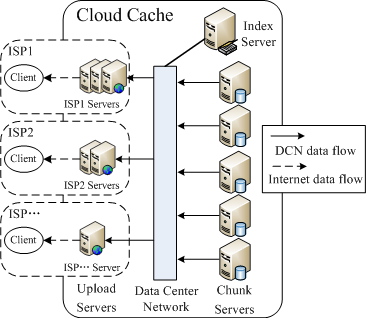 Cloud Cache
Index
Server
ISP1
Client
ISP1 Servers
ISP2
Client
ISP2 Servers
ISP…
Client
ISP… Server
Upload
Servers
Data Center
Network
Chunk
Servers
DCN data flow
Internet data flow